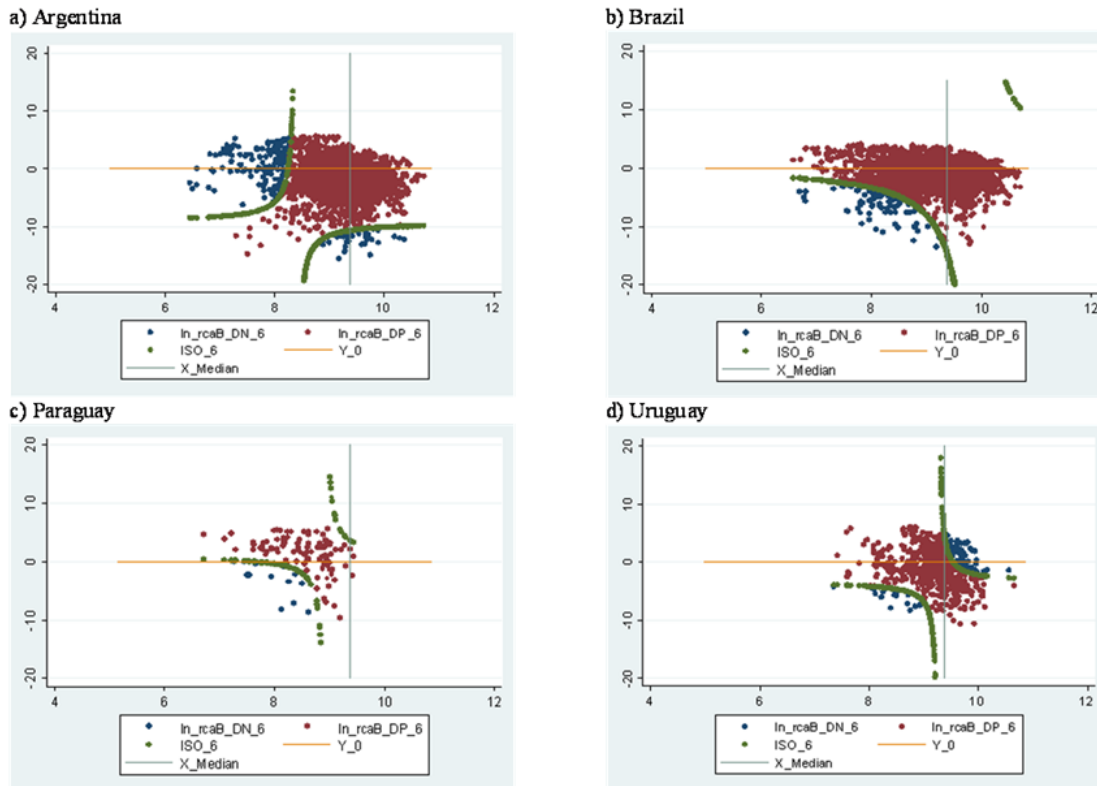 a) Argentina
20
10
0
-10
-20
4
6
8
10
12
ln_rcaB_DN_6
ln_rcaB_DP_6
ISO_6
Y_0
X_Median
b) Brazil
20
10
0
-10
-20
4
6
8
10
12
ln_rcaB_DN_6
ln_rcaB_DP_6
ISO_6
Y_0
X_Median
c) Paraguay
20
10
0
-10
-20
4
6
8
10
12
ln_rcaB_DN_6
ln_rcaB_DP_6
ISO_6
Y_0
X_Median
d) Uruguay
20
10
0
-10
-20
4
6
8
10
12
ln_rcaB_DN_6
ln_rcaB_DP_6
ISO_6
Y_0
X_Median